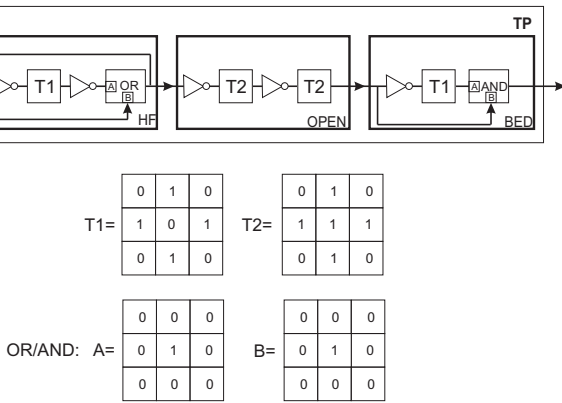 TP
T1 A OR B HF
T2 T2 OPEN
T1 A AND B BED
T1= 0 1 0 T2= 0 1 0
1 0 1 1 1 1
0 1 0 0 1 0
OR/AND: A= 0 0 0 B= 0 0 0
0 1 0 0 1 0
0 0 0 0 0 0